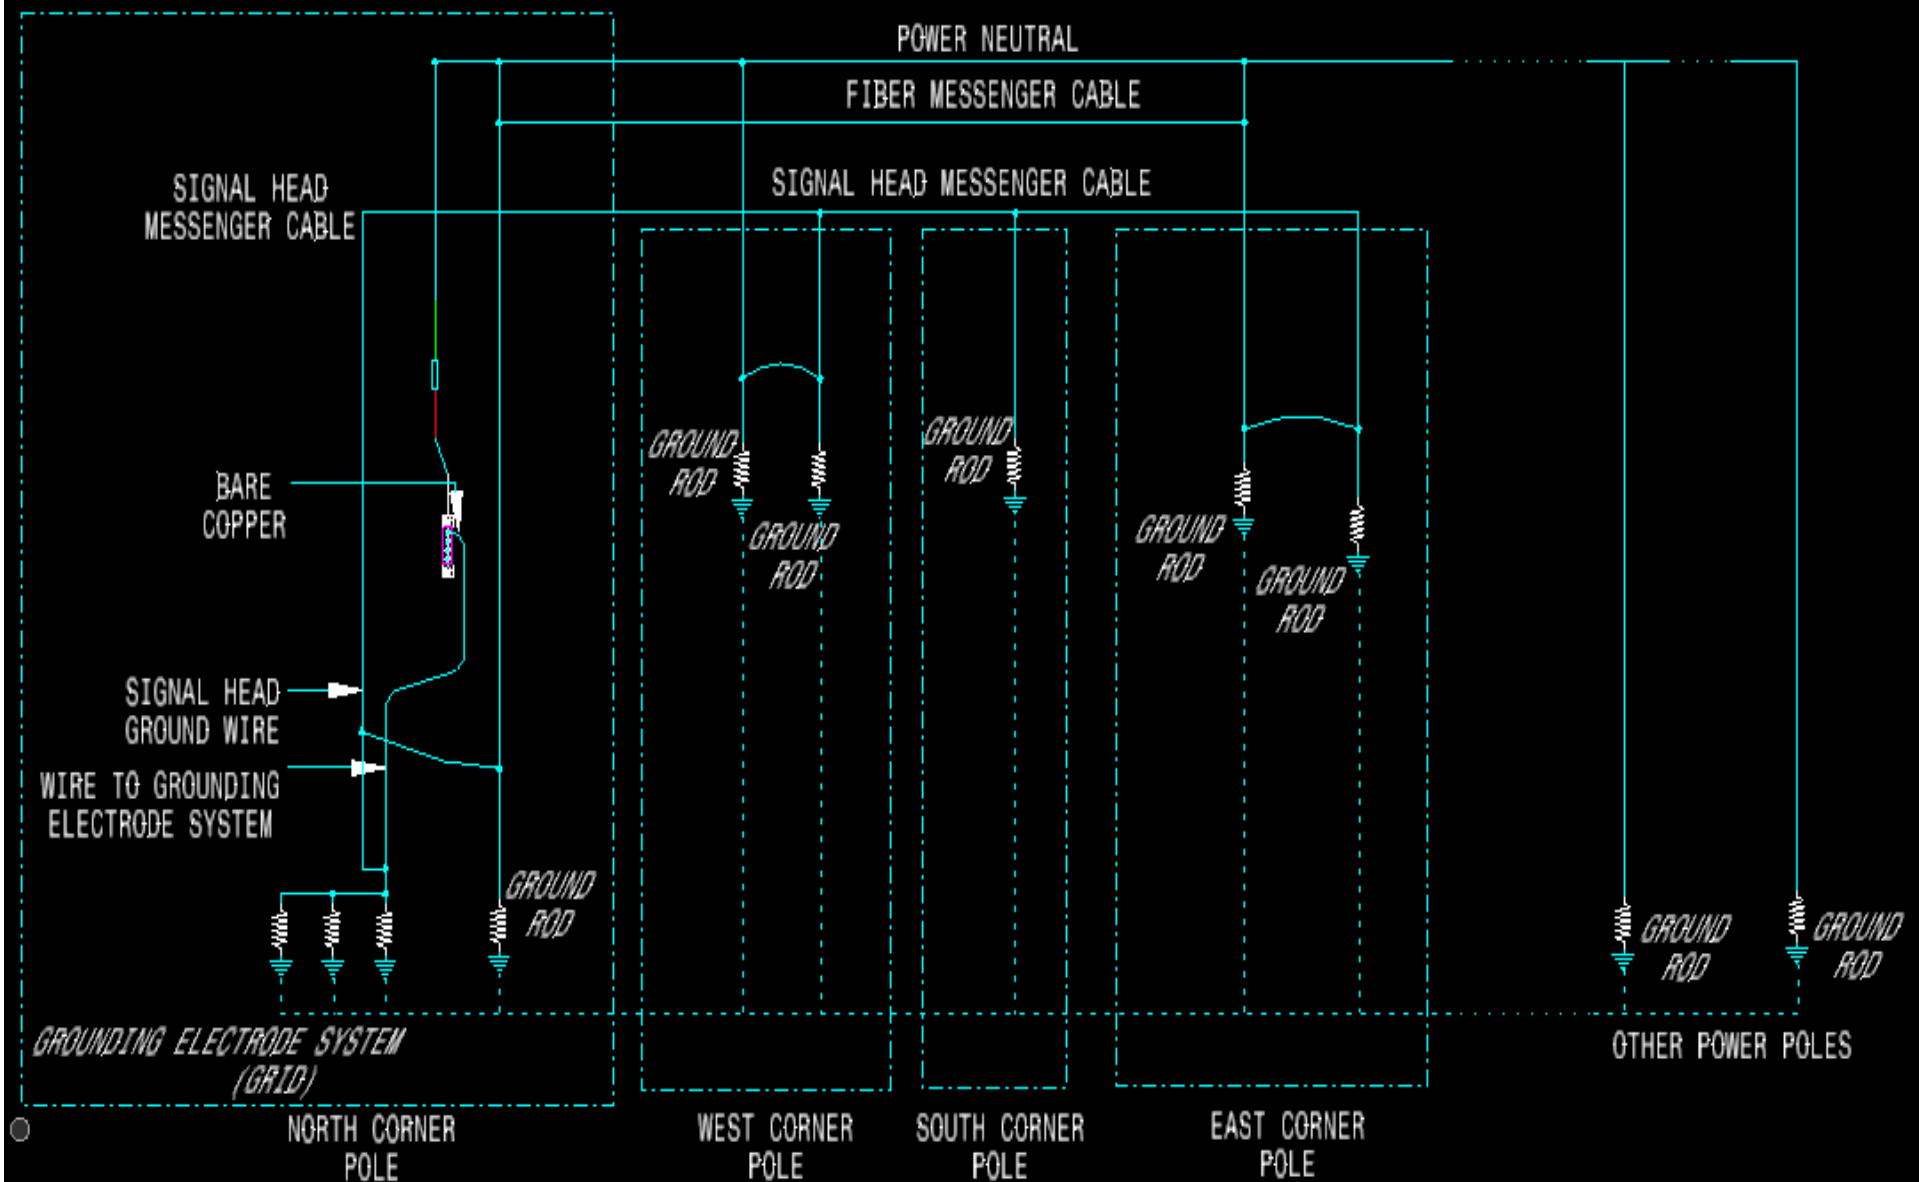 POWER NEUTRAL
FIBER MESSENGER CABLE
SIGNAL HEAD MESSENGER CABLE
SIGNAL HEAD
MESSENGER CABLE
GROUND
ROD
GROUND
ROD
GROUND
ROD
GROUND
ROD
GROUND
ROD
BARE
COPPER
SIGNAL HEAD
GROUND WIRE
WIRE TO GROUNDING
ELECTRODE SYSTEM
GROUND
ROD
GROUND
ROD
GROUND
ROD
GROUNDING ELECTRODE SYSTEM
(GRID)
OTHER POWER POLES
NORTH CORNER
POLE
WEST CORNER
POLE
SOUTH CORNER
POLE
EAST CORNER
POLE